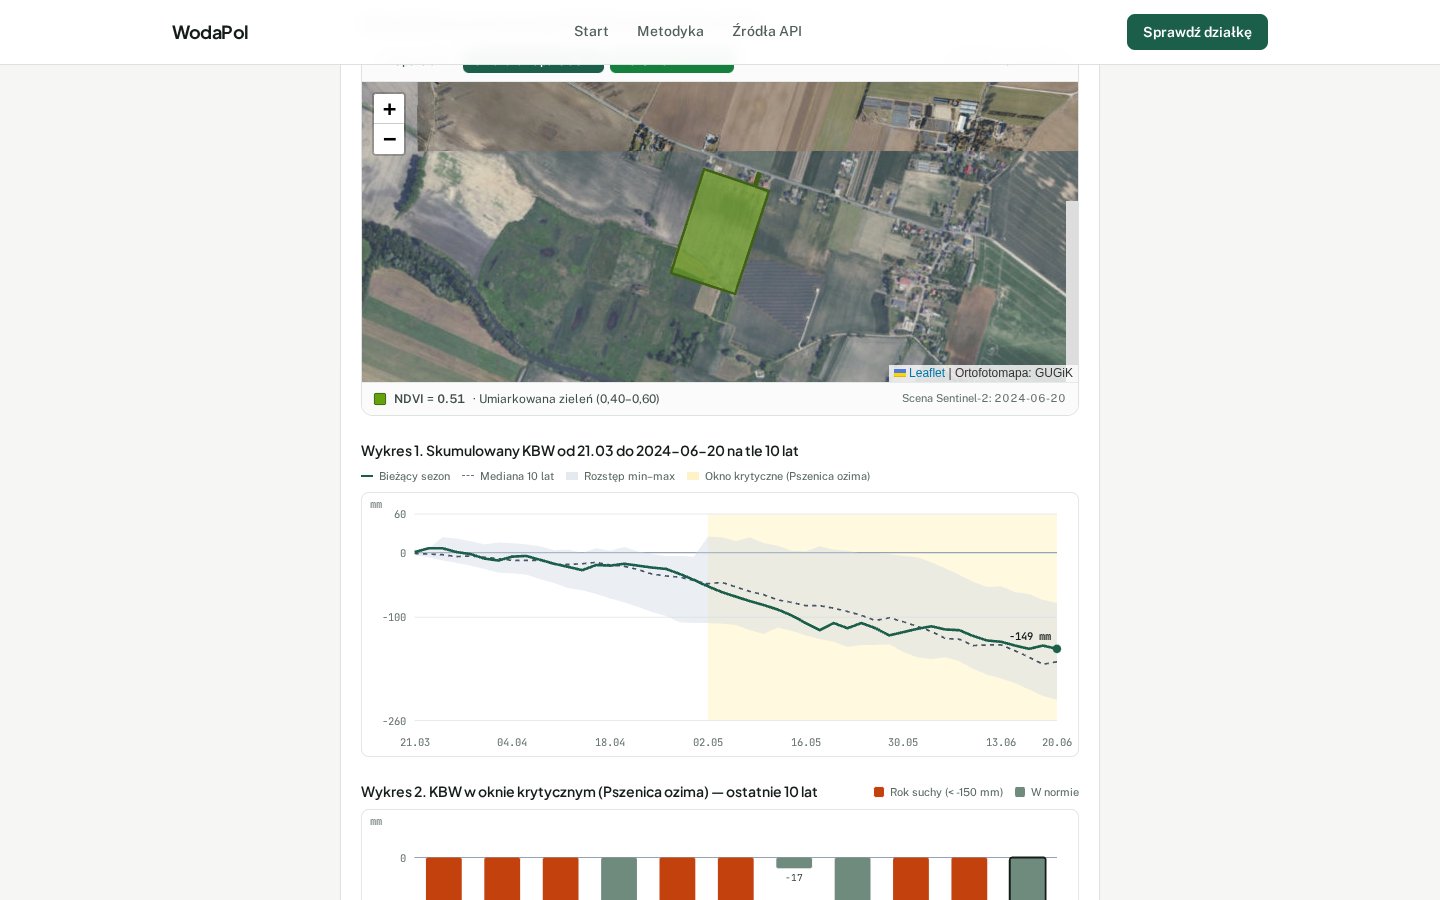 WodaPol
Start
Metodyka
Źródła API
Sprawdź działkę
+
−
Leaflet | Ortofotomapa: GUGiK
NDVI = 0.51 · Umiarkowana zieleń (0,40–0,60)
Scena Sentinel-2: 2024-06-20
Wykres 1. Skumulowany KBW od 21.03 do 2024-06-20 na tle 10 lat
Bieżący sezon
Mediana 10 lat
Rozstęp min–max
Okno krytyczne (Pszenica ozima)
mm
60
0
-100
-260
-149 mm
21.03
04.04
18.04
02.05
16.05
30.05
13.06
20.06
Wykres 2. KBW w oknie krytycznym (Pszenica ozima) — ostatnie 10 lat
Rok suchy (< -150 mm)
W normie
mm
0
-17